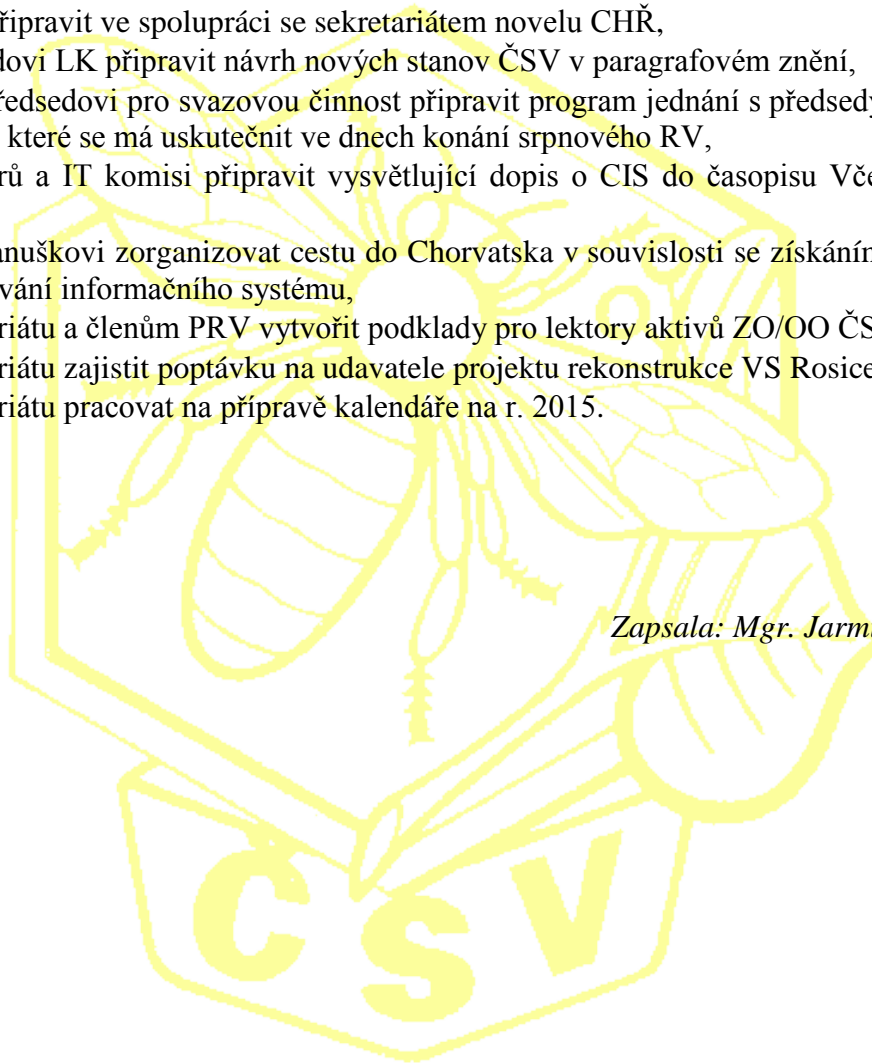 řipravit ve spolupráci se sekretariátem novelu CHŘ,
dovi LK připravit návrh nových stanov ČSV v paragrafovém znění,
ředsedovi pro svazovou činnost připravit program jednání s předsedy
které se má uskutečnit ve dnech konání srpnového RV,
rů a IT komisi připravit vysvětlující dopis o CIS do časopisu Vče
anuškovi zorganizovat cestu do Chorvatska v souvislosti se získáním
vání informačního systému,
riátu a členům PRV vytvořit podklady pro lektory aktivů ZO/OO ČS
riátu zajistit poptávku na udavatele projektu rekonstrukce VS Rosice
riátu pracovat na přípravě kalendáře na r. 2015.
Zapsala: Mgr. Jarmi
ČSV